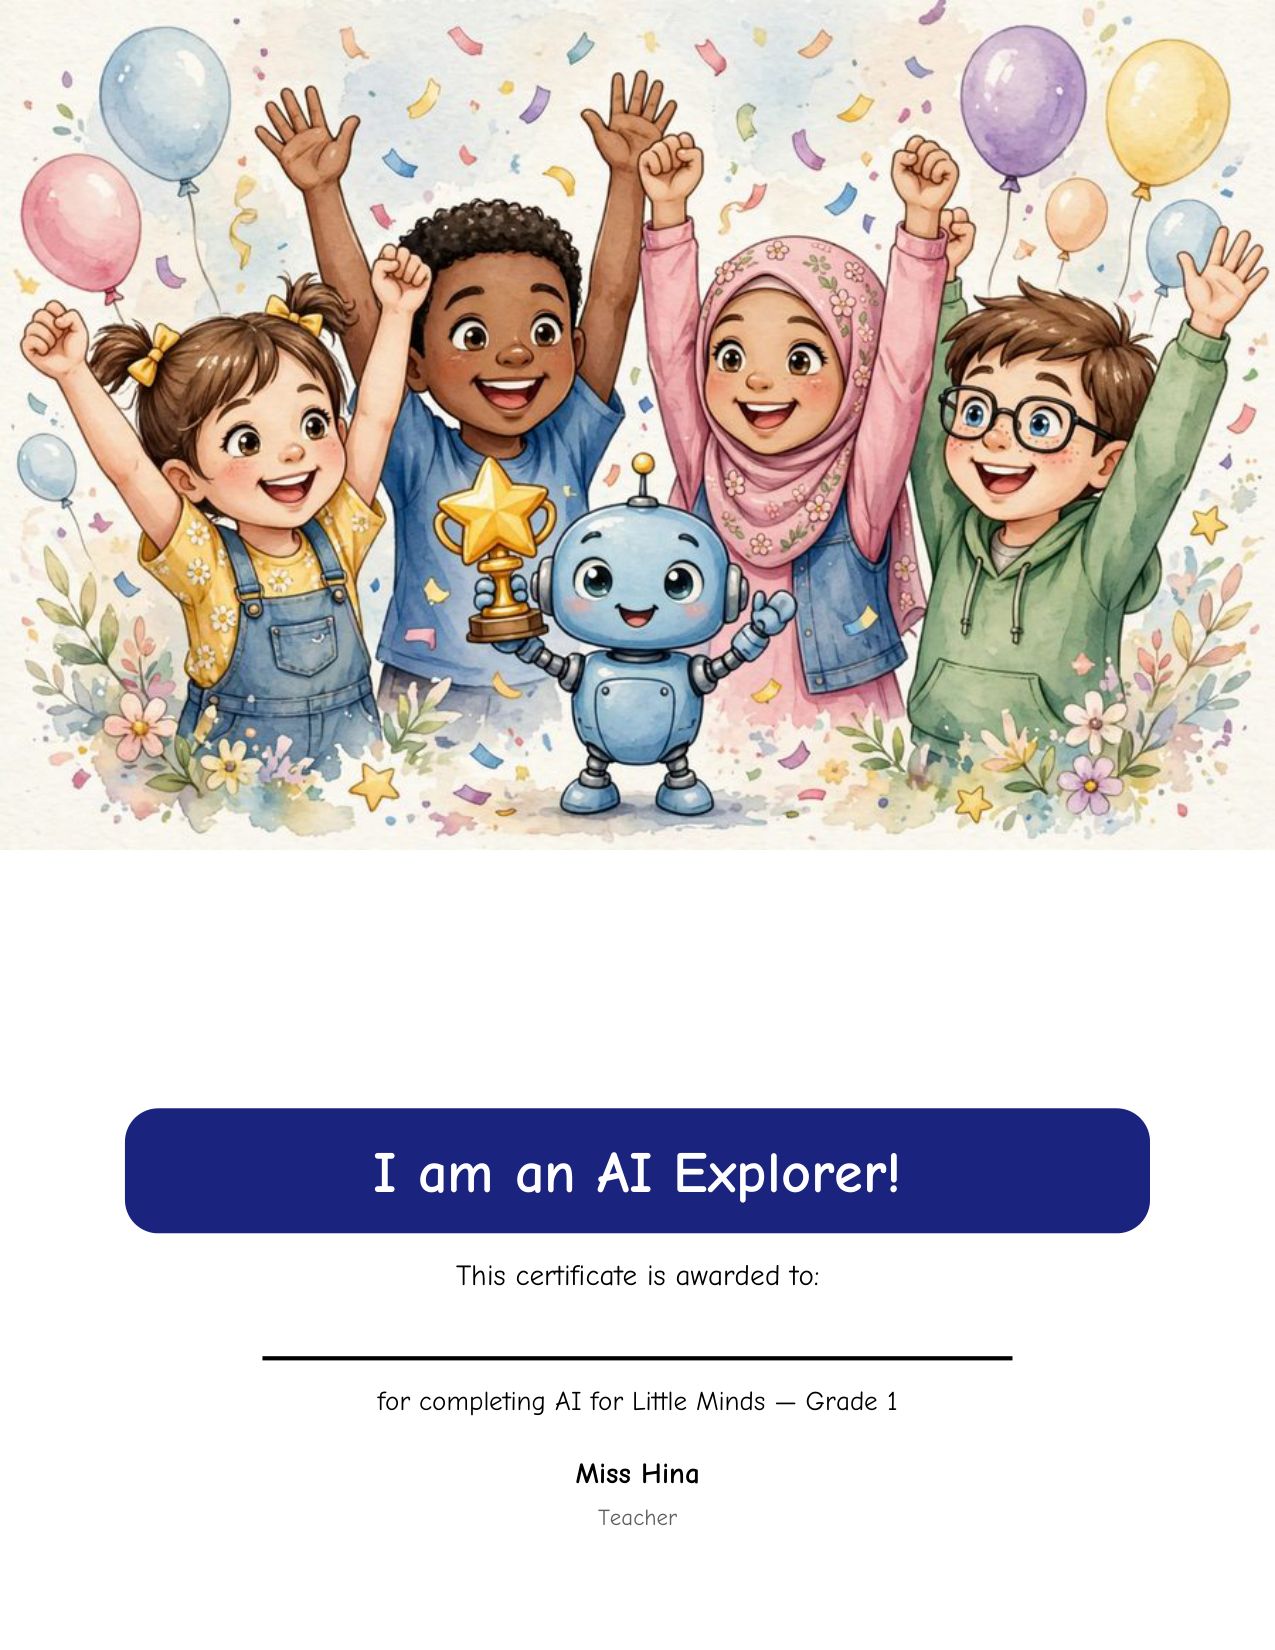 I am an AI Explorer!
This certificate is awarded to:
for completing AI for Little Minds — Grade 1
Miss Hina
Teacher